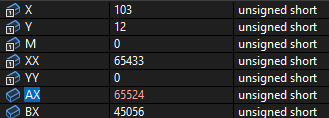 X 103 unsigned short
Y 12 unsigned short
M 0 unsigned short
XX 65433 unsigned short
YY 0 unsigned short
AX 65524 unsigned short
BX 45056 unsigned short